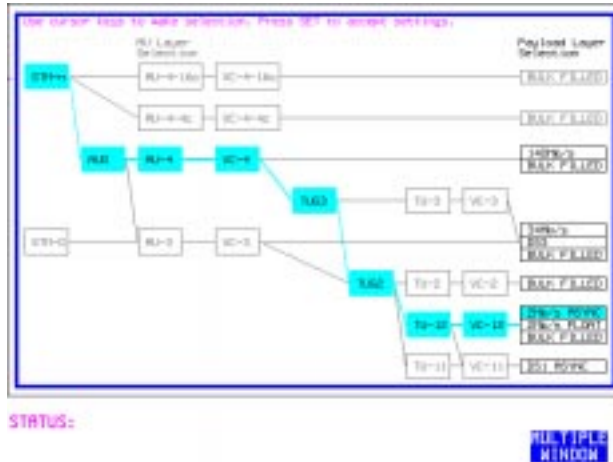 Use cursor keys to make selection. Press SET to accept settings.
AU Layer
Selection
Payload Layer
Selection
STM-n
AU-4-16c
VC-4-16c
BULK FILLED
AU-4-4c
VC-4-4c
BULK FILLED
AUG
AU-4
VC-4
140Mb/s
BULK FILLED
TUG3
TU-3
VC-3
34Mb/s
DS3
BULK FILLED
STM-0
AU-3
VC-3
TUG2
TU-2
VC-2
BULK FILLED
TU-12
VC-12
2Mb/s ASYNC
2Mb/s FLOAT
BULK FILLED
TU-11
VC-11
DS1 ASYNC
STATUS:
MULTIPLE
WINDOW